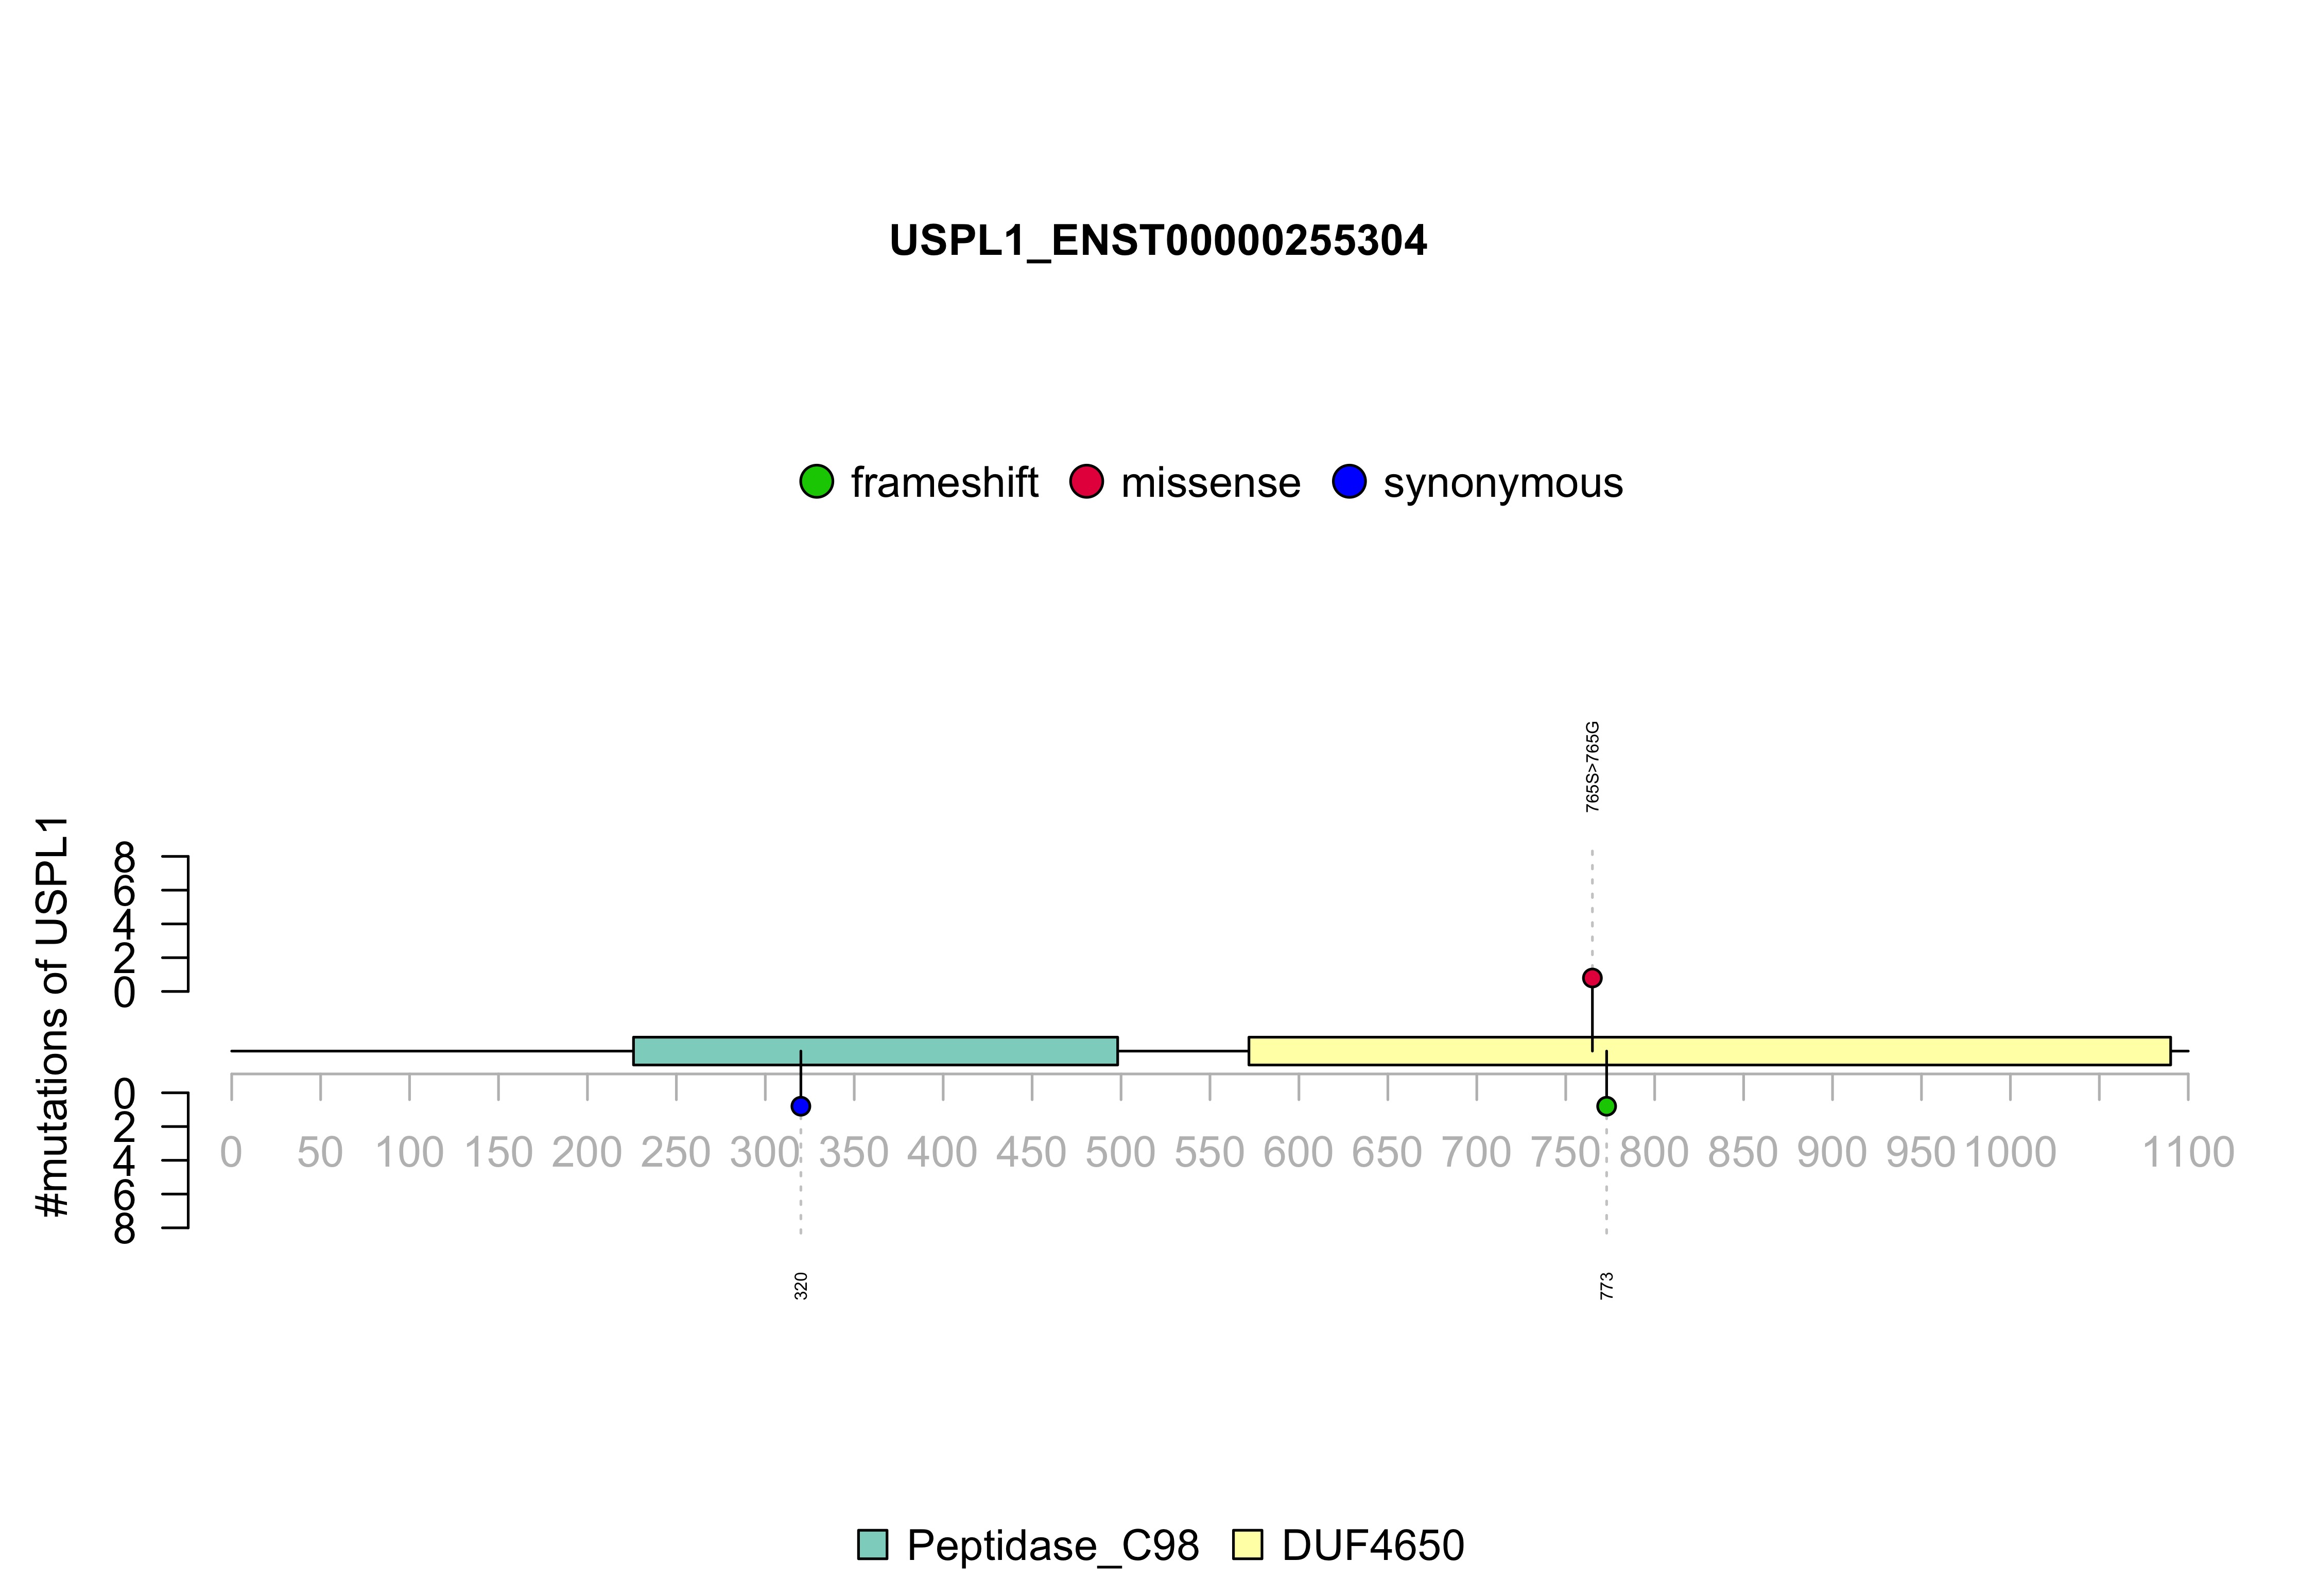 USPL1_ENST00000255304
frameshift missense synonymous
765S>765G
#mutations of USPL1
8
6
4
2
0
0
2
4
6
8
0 50 100 150 200 250 300 350 400 450 500 550 600 650 700 750 800 850 900 950 1000 1100
320 773
Peptidase_C98 DUF4650